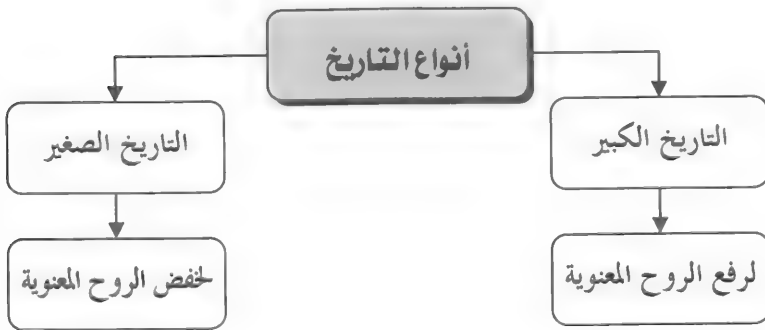 أنواع التاريخ
التاريخ الكبير
التاريخ الصغير
لرفع الروح المعنوية
لخفض الروح المعنوية